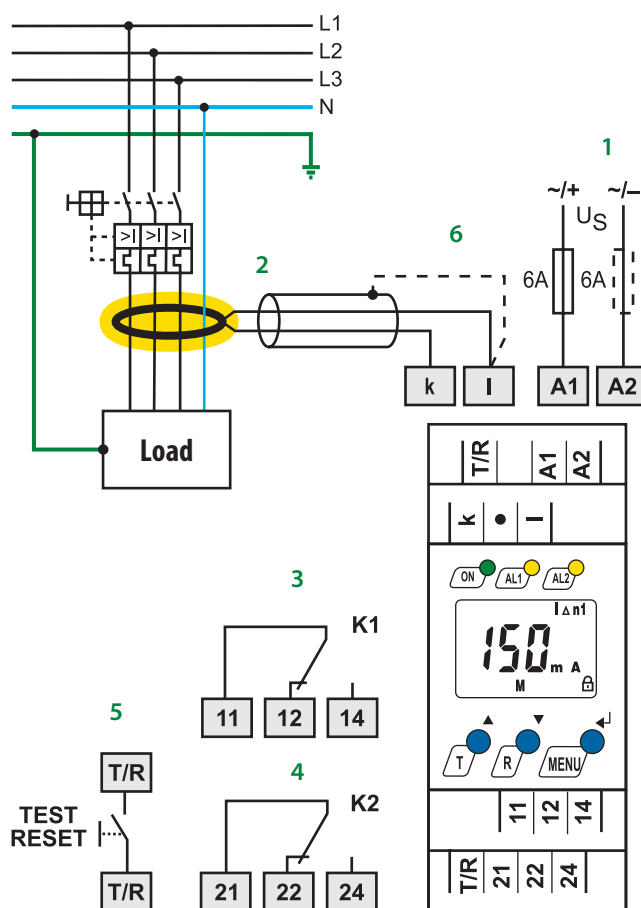 L1
L2
L3
N
1
~/+ ~/–
US
2
6
6A 6A
>I >I >I
k l A1 A2
Load
T/R A1 A2
k • l
ON AL1 AL2
I△n1
150 m A
M
3
K1
11 12 14
▲ ▼ ↵
T R MENU
5
T/R
TEST
RESET
T/R
4
K2
21 22 24
11 12 14
T/R 21 22 24